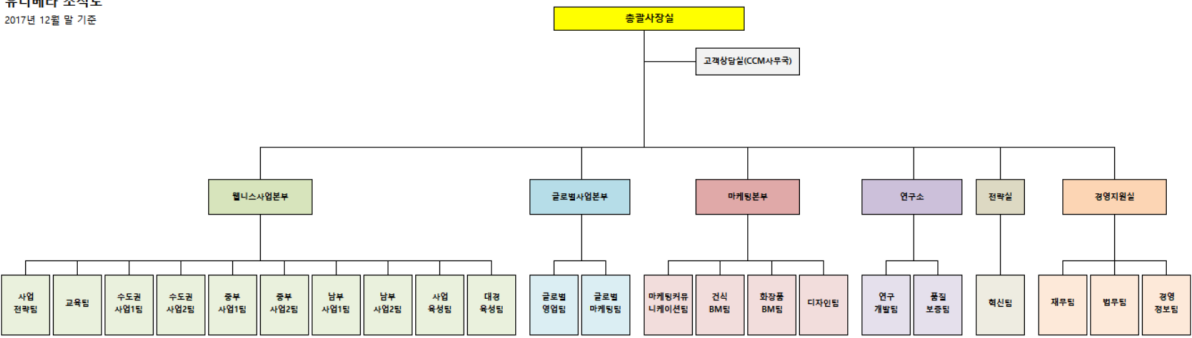 유니베라 조직도
2017년 12월 말 기준
총괄사장실
고객상담실(CCM사무국)
웰니스사업본부
글로벌사업본부
마케팅본부
연구소
전략실
경영지원실
사업
전략팀
교육팀
수도권
사업1팀
수도권
사업2팀
중부
사업1팀
중부
사업2팀
남부
사업1팀
남부
사업2팀
사업
육성팀
대경
육성팀
글로벌
영업팀
글로벌
마케팅팀
마케팅커뮤
니케이션팀
건식
BM팀
화장품
BM팀
디자인팀
연구
개발팀
품질
보증팀
혁신팀
재무팀
법무팀
경영
정보팀